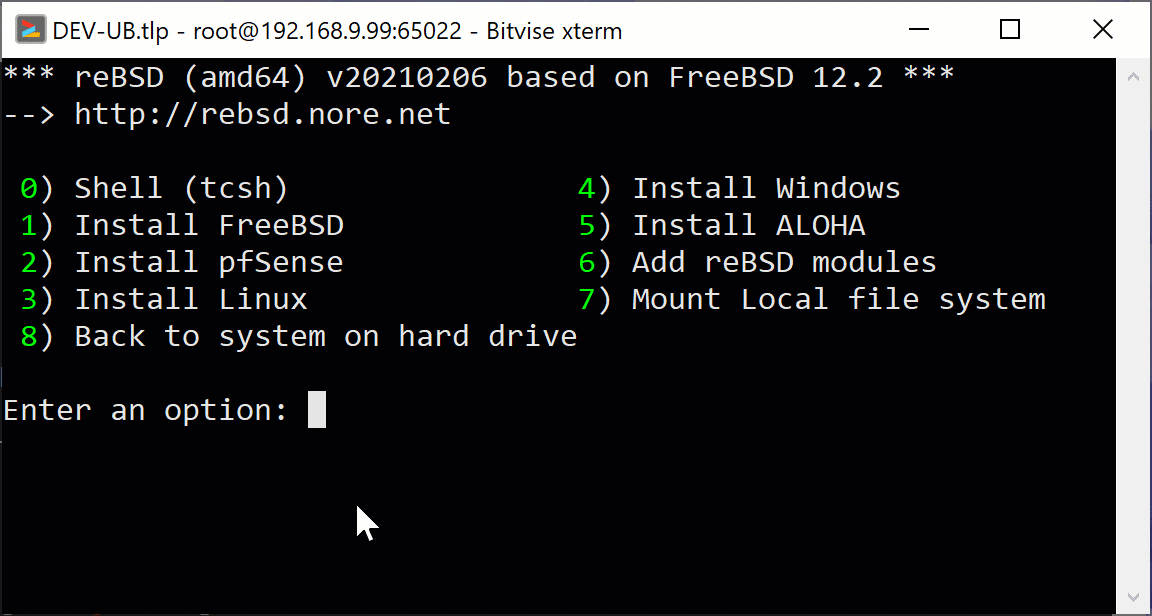 DEV-UB.tlp - root@192.168.9.99:65022 - Bitvise xterm
*** reBSD (amd64) v20210206 based on FreeBSD 12.2 ***
--> http://rebsd.nore.net
0) Shell (tcsh) 4) Install Windows
1) Install FreeBSD 5) Install ALOHA
2) Install pfSense 6) Add reBSD modules
3) Install Linux 7) Mount Local file system
8) Back to system on hard drive
Enter an option: